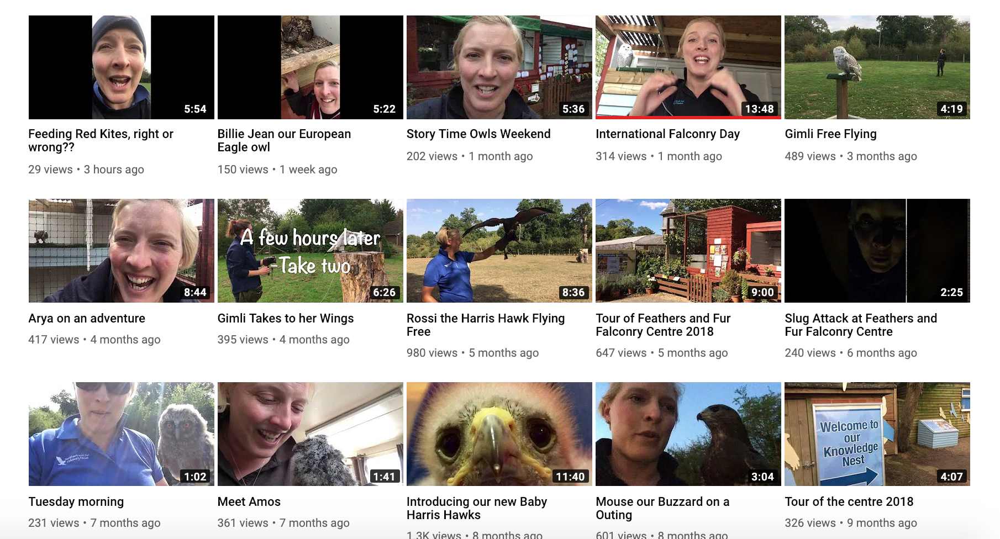 5:54
5:22
5:36
13:48
4:19
Feeding Red Kites, right or
wrong??
29 views • 3 hours ago
Billie Jean our European
Eagle owl
150 views • 1 week ago
Story Time Owls Weekend
202 views • 1 month ago
International Falconry Day
314 views • 1 month ago
Gimli Free Flying
489 views • 3 months ago
8:44
A few hours later
-Take two
6:26
8:36
9:00
2:25
Arya on an adventure
417 views • 4 months ago
Gimli Takes to her Wings
395 views • 4 months ago
Rossi the Harris Hawk Flying
Free
980 views • 5 months ago
Tour of Feathers and Fur
Falconry Centre 2018
647 views • 5 months ago
Slug Attack at Feathers and
Fur Falconry Centre
240 views • 6 months ago
Feathers and Fur
Falconry Centre
1:02
1:41
11:40
3:04
Welcome to
our
Knowledge
Nest
4:07
Tuesday morning
231 views • 7 months ago
Meet Amos
361 views • 7 months ago
Introducing our new Baby
Harris Hawks
1.3K views • 8 months ago
Mouse our Buzzard on a
Outing
601 views • 8 months ago
Tour of the centre 2018
326 views • 9 months ago